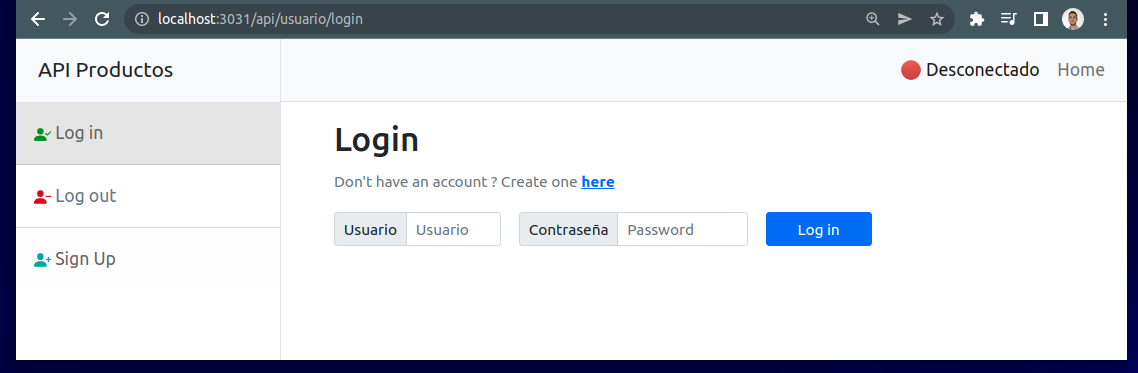 localhost:3031/api/usuario/login
API Productos
Desconectado Home
Log in
Log out
Sign Up
Login
Don't have an account ? Create one here
Usuario Usuario Contraseña Password Log in